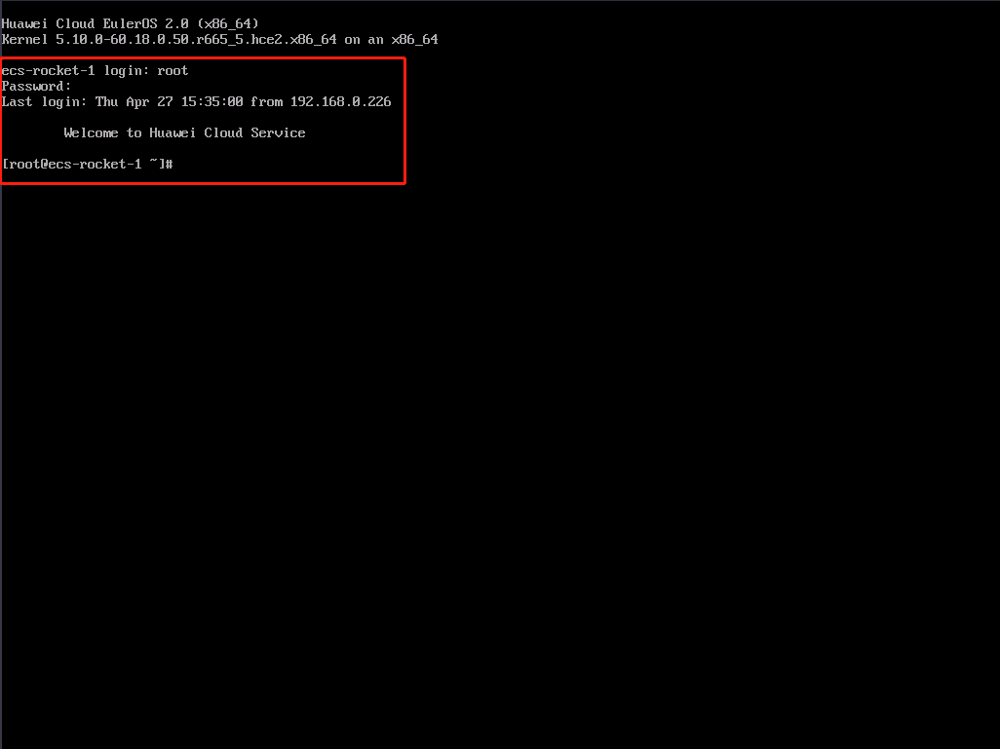 Huawei Cloud EulerOS 2.0 (x86_64)
Kernel 5.10.0-60.18.0.50.r665_5.hce2.x86_64 on an x86_64
ecs-rocket-1 login: root
Password:
Last login: Thu Apr 27 15:35:00 from 192.168.0.226
Welcome to Huawei Cloud Service
[root@ecs-rocket-1 ~]#